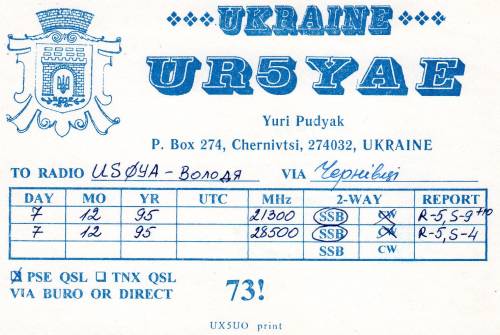 UKRAINE
UR5YAE
Yuri Pudyak
P. Box 274, Chernivtsi, 274032, UKRAINE
TO RADIO USØYA - Володя VIA Чернівці
DAY MO YR UTC MHz 2-WAY REPORT
7 12 95 21300 SSB CW R-5, S-9 +10
7 12 95 28500 SSB CW R-5, S-4
SSB CW
PSE QSL TNX QSL
VIA BURO OR DIRECT 73!
UX5UO print